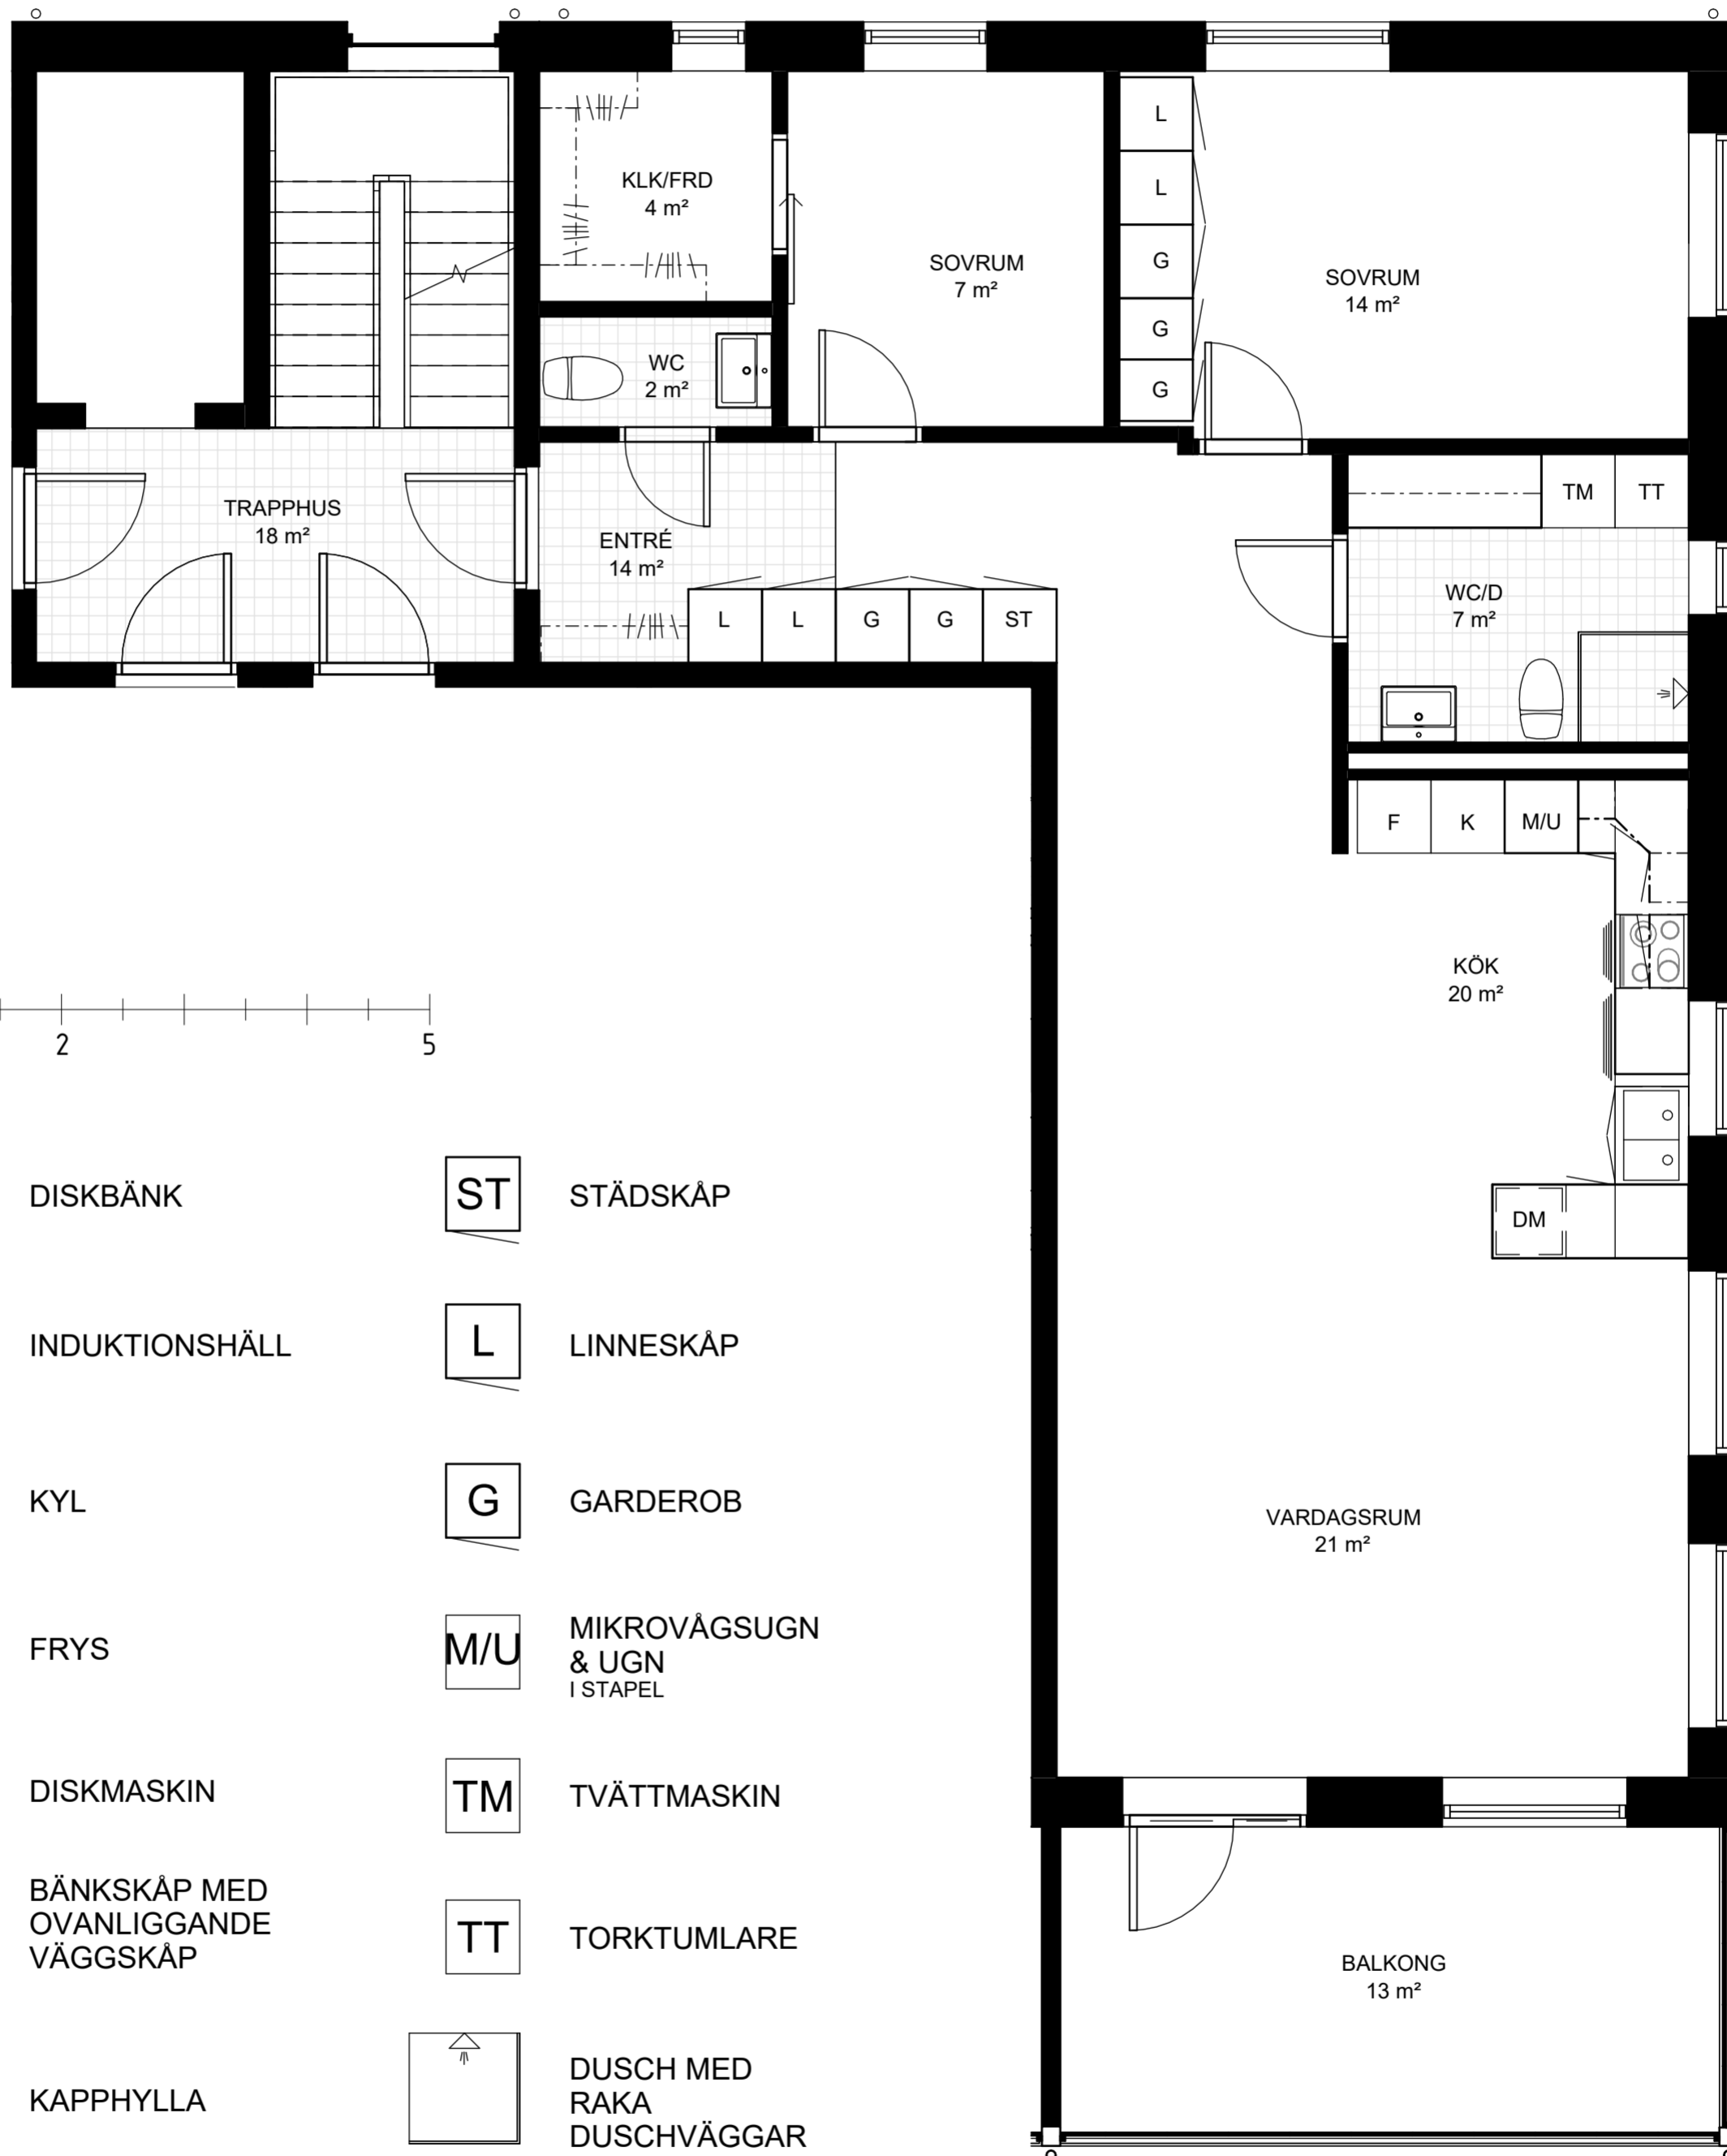 L
L
G
G
G
KLK/FRD
4 m²
SOVRUM
7 m²
SOVRUM
14 m²
WC
2 m²
TRAPPHUS
18 m²
ENTRÉ
14 m²
L
L
G
G
ST
TM
TT
WC/D
7 m²
F
K
M/U
KÖK
20 m²
DM
VARDAGSRUM
21 m²
BALKONG
13 m²
2
5
DISKBÄNK
ST
STÄDSKÅP
INDUKTIONSHÄLL
L
LINNESKÅP
KYL
G
GARDEROB
FRYS
M/U
MIKROVÅGSUGN
& UGN
I STAPEL
DISKMASKIN
TM
TVÄTTMASKIN
BÄNKSKÅP MED
OVANLIGGANDE
VÄGGSKÅP
TT
TORKTUMLARE
KAPPHYLLA
DUSCH MED
RAKA
DUSCHVÄGGAR